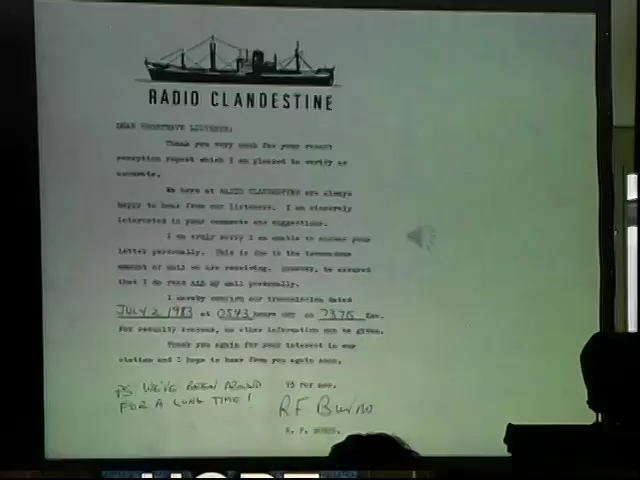 RADIO CLANDESTINE
DEAR LISTENER:
Thank you very much for your recent
reception report which I am pleased to verify as
accurate.
We here at RADIO CLANDESTINE are always
happy to hear from our listeners. I am sincerely
interested in your comments and suggestions.
I am truly sorry I am unable to answer your
letter personally. This is due to the tremendous
amount of mail we are receiving. However, be assured
that I do read ALL my mail personally.
I hereby confirm our transmission dated
JULY 2 1983 at 0543 hours on 7375 Khz.
For security reasons, no other information can be given.
Thank you again for your interest in our
station and I hope to hear from you again soon.
PS WE'VE BEEN AROUND
FOR A LONG TIME!
73 for now.
RF Burns
R. F. BURNS.